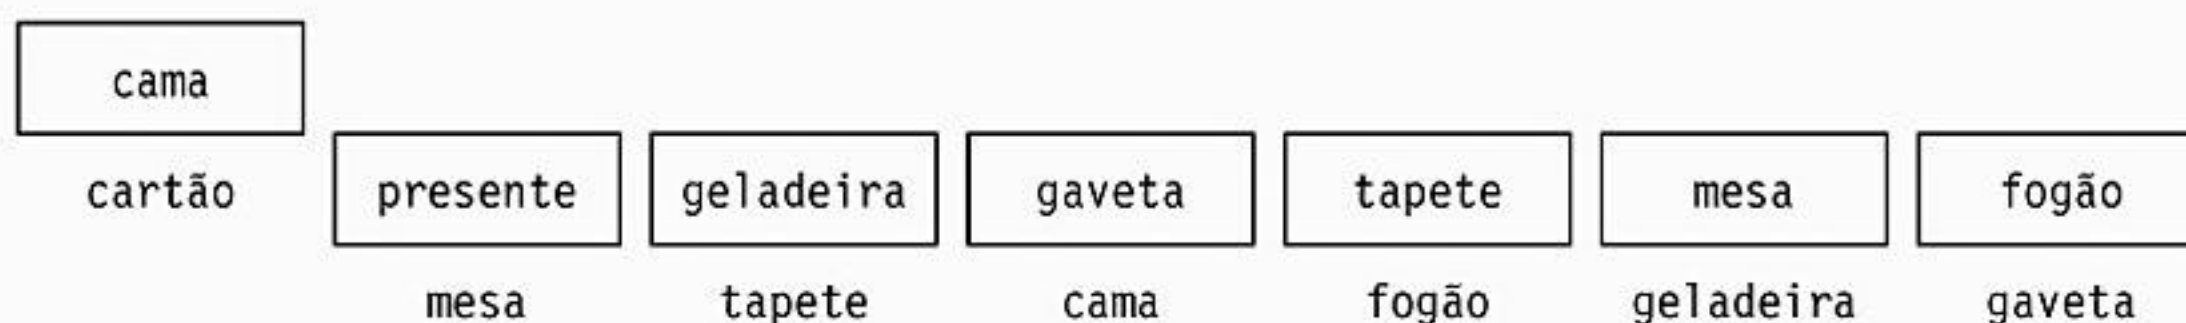 cama
cartão presente geladeira gaveta tapete mesa fogão
mesa tapete cama fogão geladeira gaveta